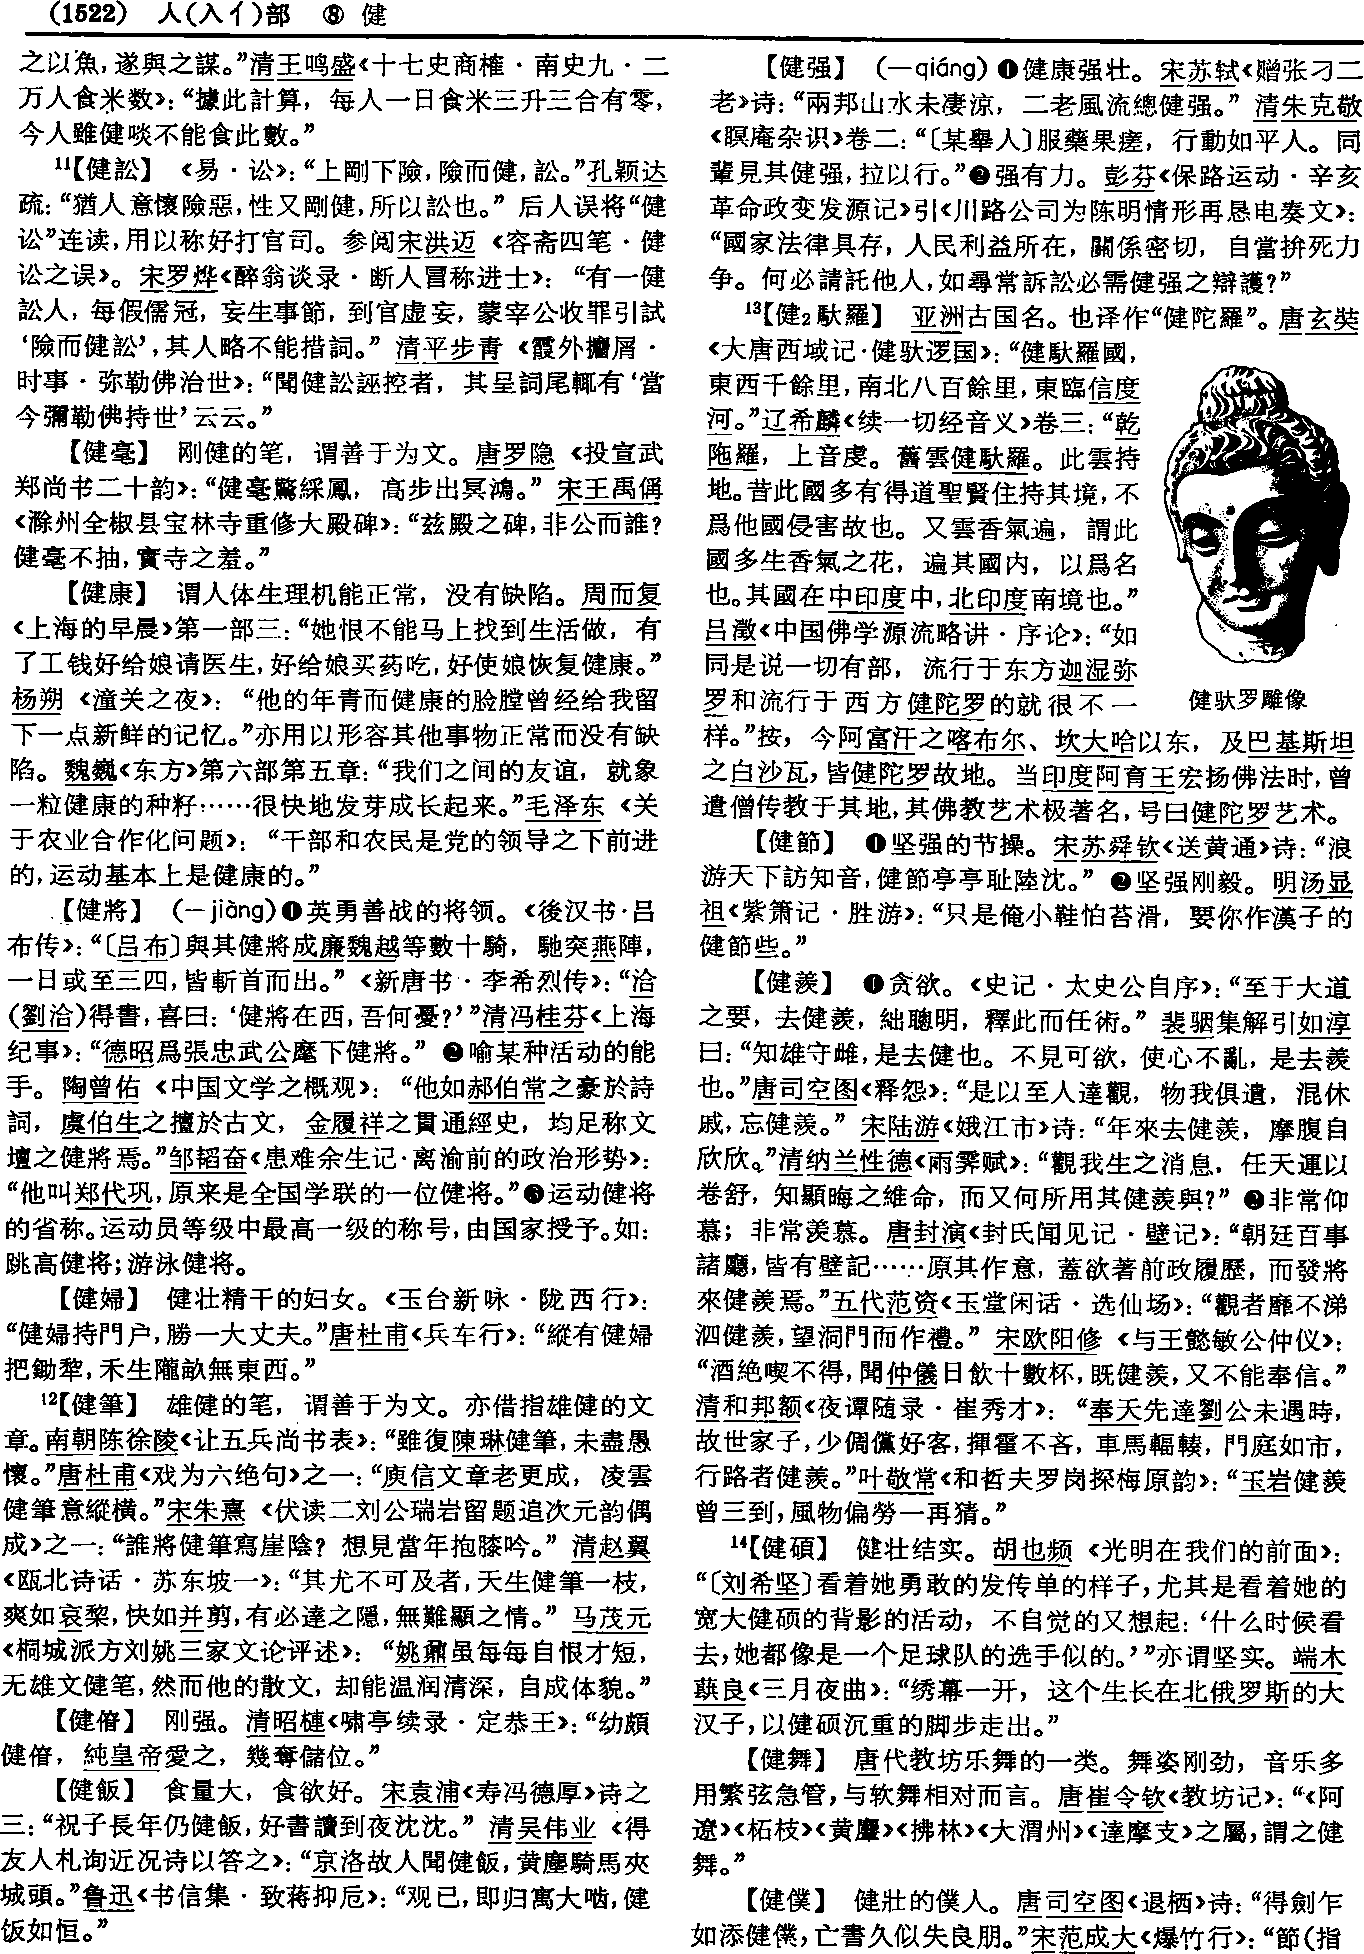 (1522) 人(入亻)部 ⑧ 健
之以魚，遂與之謀。”清王鸣盛《十七史商榷·南史九·二
万人食米数》：“據此計算，每人一日食米三升三合有零，
今人雖健啖不能食此數。”
11【健訟】 《易·讼》：“上剛下險，險而健，訟。”孔颖达
疏：“猶人意懷險惡，性又剛健，所以訟也。”后人误将“健
讼”连读，用以称好打官司。参阅宋洪迈《容斋四笔·健
讼之误》。宋罗烨《醉翁谈录·断人冒称进士》：“有一健
訟人，每假儒冠，妄生事節，到官虛妄，蒙宰公收罪引試
‘險而健訟’，其人略不能措詞。”清平步青《霞外攟屑·
时事·弥勒佛治世》：“聞健訟誣控者，其呈詞尾輒有‘當
今彌勒佛持世’云云。”
【健毫】 刚健的笔，谓善于为文。唐罗隐《投宣武
郑尚书二十韵》：“健毫驚綵鳳，高步出冥鴻。”宋王禹偁
《滁州全椒县宝林寺重修大殿碑》：“兹殿之碑，非公而誰？
健毫不抽，實寺之羞。”
【健康】 谓人体生理机能正常，没有缺陷。周而复
《上海的早晨》第一部三：“她恨不能马上找到生活做，有
了工钱好给娘请医生，好给娘买药吃，好使娘恢复健康。”
杨朔《潼关之夜》：“他的年青而健康的脸膛曾经给我留
下一点新鲜的记忆。”亦用以形容其他事物正常而没有缺
陷。魏巍《东方》第六部第五章：“我们之间的友谊，就象
一粒健康的种籽……很快地发芽成长起来。”毛泽东《关
于农业合作化问题》：“干部和农民是党的领导之下前进
的，运动基本上是健康的。”
【健將】 (—jiàng)❶英勇善战的将领。《後汉书·吕
布传》：“〔吕布〕與其健將成廉魏越等數十騎，馳突燕陣，
一日或至三四，皆斬首而出。”《新唐书·李希烈传》：“洽
(劉洽)得書，喜曰：‘健將在西，吾何憂？’”清冯桂芬《上海
纪事》：“德昭爲張忠武公麾下健將。”❷喻某种活动的能
手。陶曾佑《中国文学之概观》：“他如郝伯常之豪於詩
詞，虞伯生之擅於古文，金履祥之貫通經史，均足称文
壇之健將焉。”邹韬奋《患难余生记·离渝前的政治形势》：
“他叫郑代巩，原来是全国学联的一位健将。”❸运动健将
的省称。运动员等级中最高一级的称号，由国家授予。如：
跳高健将；游泳健将。
【健婦】 健壮精干的妇女。《玉台新咏·陇西行》：
“健婦持門户，勝一大丈夫。”唐杜甫《兵车行》：“縱有健婦
把鋤犂，禾生隴畝無東西。”
12【健筆】 雄健的笔，谓善于为文。亦借指雄健的文
章。南朝陈徐陵《让五兵尚书表》：“雖復陳琳健筆，未盡愚
懷。”唐杜甫《戏为六绝句》之一：“庾信文章老更成，凌雲
健筆意縱横。”宋朱熹《伏读二刘公瑞岩留题追次元韵偶
成》之一：“誰將健筆寫崖陰？想見當年抱膝吟。”清赵翼
《瓯北诗话·苏东坡一》：“其尤不可及者，天生健筆一枝，
爽如哀棃，快如并剪，有必達之隱，無難顯之情。”马茂元
《桐城派方刘姚三家文论评述》：“姚鼐虽每每自恨才短，
无雄文健笔，然而他的散文，却能温润清深，自成体貌。”
【健偺】 刚强。清昭梿《啸亭续录·定恭王》：“幼頗
健偺，純皇帝愛之，幾奪儲位。”
【健飯】 食量大，食欲好。宋袁浦《寿冯德厚》诗之
三：“祝子長年仍健飯，好書讀到夜沈沈。”清吴伟业《得
友人札询近况诗以答之》：“京洛故人聞健飯，黄塵騎馬夾
城頭。”鲁迅《书信集·致蒋抑卮》：“观已，即归寓大啮，健
饭如恒。”
【健强】 (—qiáng)❶健康强壮。宋苏轼《赠张刁二
老》诗：“兩邦山水未凄涼，二老風流總健强。”清朱克敬
《瞑庵杂识》卷二：“〔某舉人〕服藥果瘥，行動如平人。同
輩見其健强，拉以行。”❷强有力。彭芬《保路运动·辛亥
革命政变发源记》引《川路公司为陈明情形再恳电奏文》：
“國家法律具存，人民利益所在，關係密切，自當拚死力
争。何必請託他人，如尋常訴訟必需健强之辯護？”
13【健2馱羅】 亚洲古国名。也译作“健陀羅”。唐玄奘
《大唐西域记·健驮逻国》：“健馱羅國，
東西千餘里，南北八百餘里，東臨信度
河。”辽希麟《续一切经音义》卷三：“乾
陁羅，上音虔。舊雲健馱羅。此雲持
地。昔此國多有得道聖賢住持其境，不
爲他國侵害故也。又雲香氣遍，謂此
國多生香氣之花，遍其國内，以爲名
也。其國在中印度中，北印度南境也。”
吕澂《中国佛学源流略讲·序论》：“如
同是说一切有部，流行于东方迦湿弥
罗和流行于西方健陀罗的就很不一
健驮罗雕像
样。”按，今阿富汗之喀布尔、坎大哈以东，及巴基斯坦
之白沙瓦，皆健陀罗故地。当印度阿育王宏扬佛法时，曾
遣僧传教于其地，其佛教艺术极著名，号曰健陀罗艺术。
【健節】 ❶坚强的节操。宋苏舜钦《送黄通》诗：“浪
游天下訪知音，健節亭亭耻陸沈。”❷坚强刚毅。明汤显
祖《紫箫记·胜游》：“只是俺小鞋怕苔滑，要你作漢子的
健節些。”
【健羨】 ❶贪欲。《史记·太史公自序》：“至于大道
之要，去健羨，絀聰明，釋此而任術。”裴骃集解引如淳
曰：“知雄守雌，是去健也。不見可欲，使心不亂，是去羨
也。”唐司空图《释怨》：“是以至人達觀，物我俱遺，混休
戚，忘健羨。”宋陆游《娥江市》诗：“年來去健羨，摩腹自
欣欣。”清纳兰性德《雨霁赋》：“觀我生之消息，任天運以
卷舒，知顯晦之維命，而又何所用其健羨與？”❷非常仰
慕；非常羡慕。唐封演《封氏闻见记·壁记》：“朝廷百事
諸廳，皆有壁記……原其作意，蓋欲著前政履歷，而發將
來健羨焉。”五代范资《玉堂闲话·选仙场》：“觀者靡不涕
泗健羨，望洞門而作禮。”宋欧阳修《与王懿敏公仲仪》：
“酒絶喫不得，聞仲儀日飲十數杯，既健羨，又不能奉信。”
清和邦额《夜谭随录·崔秀才》：“奉天先達劉公未遇時，
故世家子，少倜儻好客，揮霍不吝，車馬輻輳，門庭如市，
行路者健羨。”叶敬常《和哲夫罗岗探梅原韵》：“玉岩健羨
曾三到，風物偏勞一再猜。”
14【健碩】 健壮结实。胡也频《光明在我们的前面》：
“〔刘希坚〕看着她勇敢的发传单的样子，尤其是看着她的
宽大健硕的背影的活动，不自觉的又想起：‘什么时候看
去，她都像是一个足球队的选手似的。’”亦谓坚实。端木
蕻良《三月夜曲》：“绣幕一开，这个生长在北俄罗斯的大
汉子，以健硕沉重的脚步走出。”
【健舞】 唐代教坊乐舞的一类。舞姿刚劲，音乐多
用繁弦急管，与软舞相对而言。唐崔令钦《教坊记》：“《阿
遼》《柘枝》《黄麞》《拂林》《大渭州》《達摩支》之屬，謂之健
舞。”
【健僕】 健壯的僕人。唐司空图《退栖》诗：“得劍乍
如添健僕，亡書久似失良朋。”宋范成大《爆竹行》：“節(指